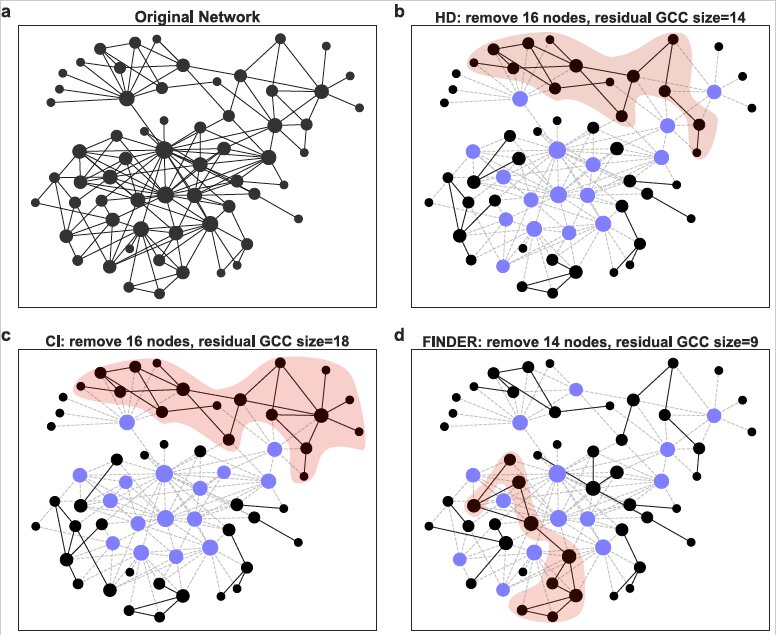 a Original Network
b HD: remove 16 nodes, residual GCC size=14
c CI: remove 16 nodes, residual GCC size=18
d FINDER: remove 14 nodes, residual GCC size=9